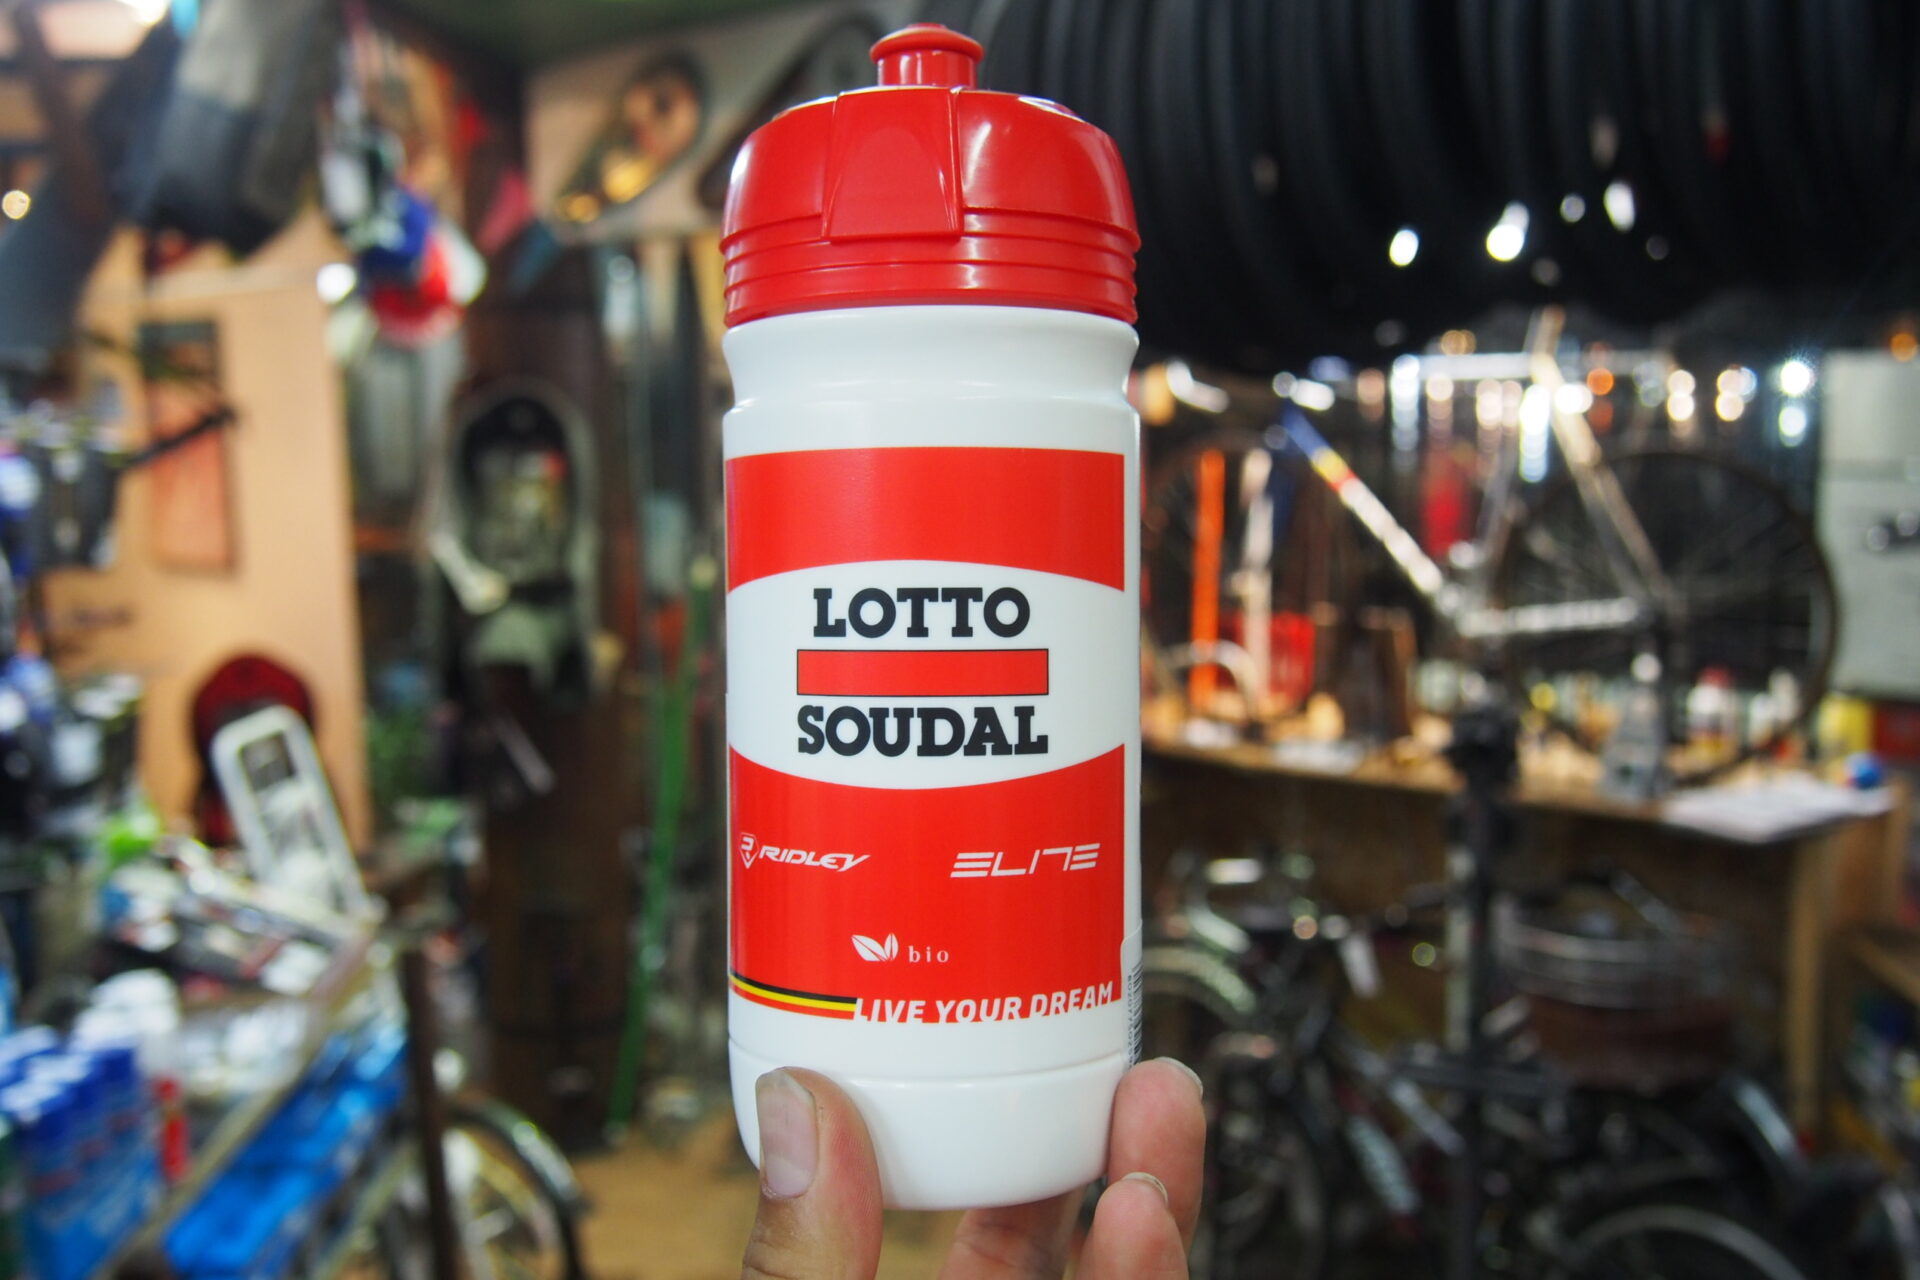 LOTTO
SOUDAL
RIDLEY
ELITE
bio
LIVE YOUR DREAM